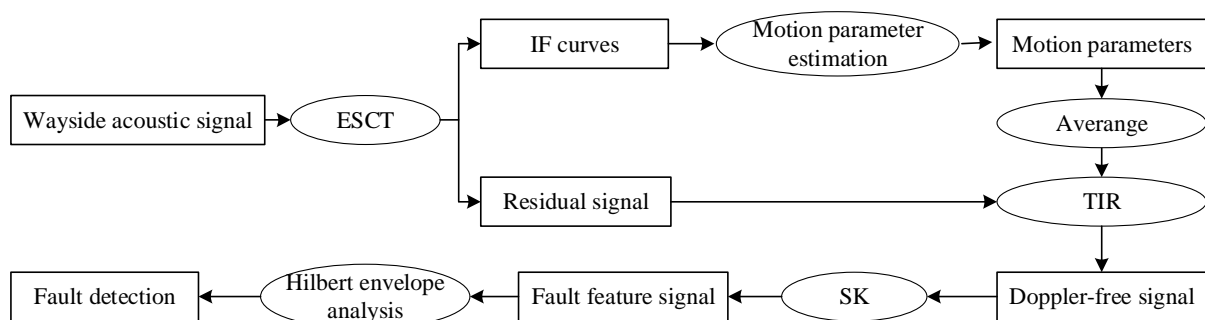 IF curves
Motion parameter
estimation
Motion parameters
Wayside acoustic signal
ESCT
Averange
Residual signal
TIR
Fault detection
Hilbert envelope
analysis
Fault feature signal
SK
Doppler-free signal